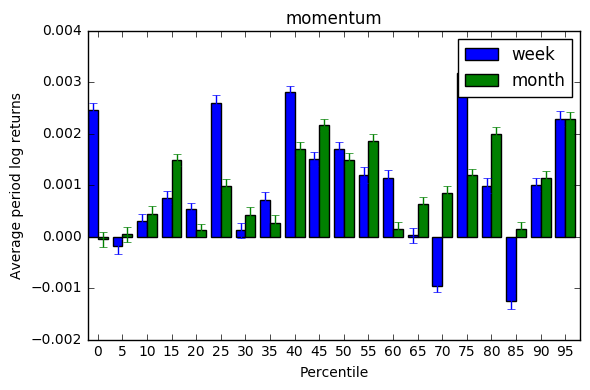 momentum
0.004
0.003
0.002
0.001
0.000
−0.001
−0.002
Average period log returns
week
month
0 5 10 15 20 25 30 35 40 45 50 55 60 65 70 75 80 85 90 95
Percentile